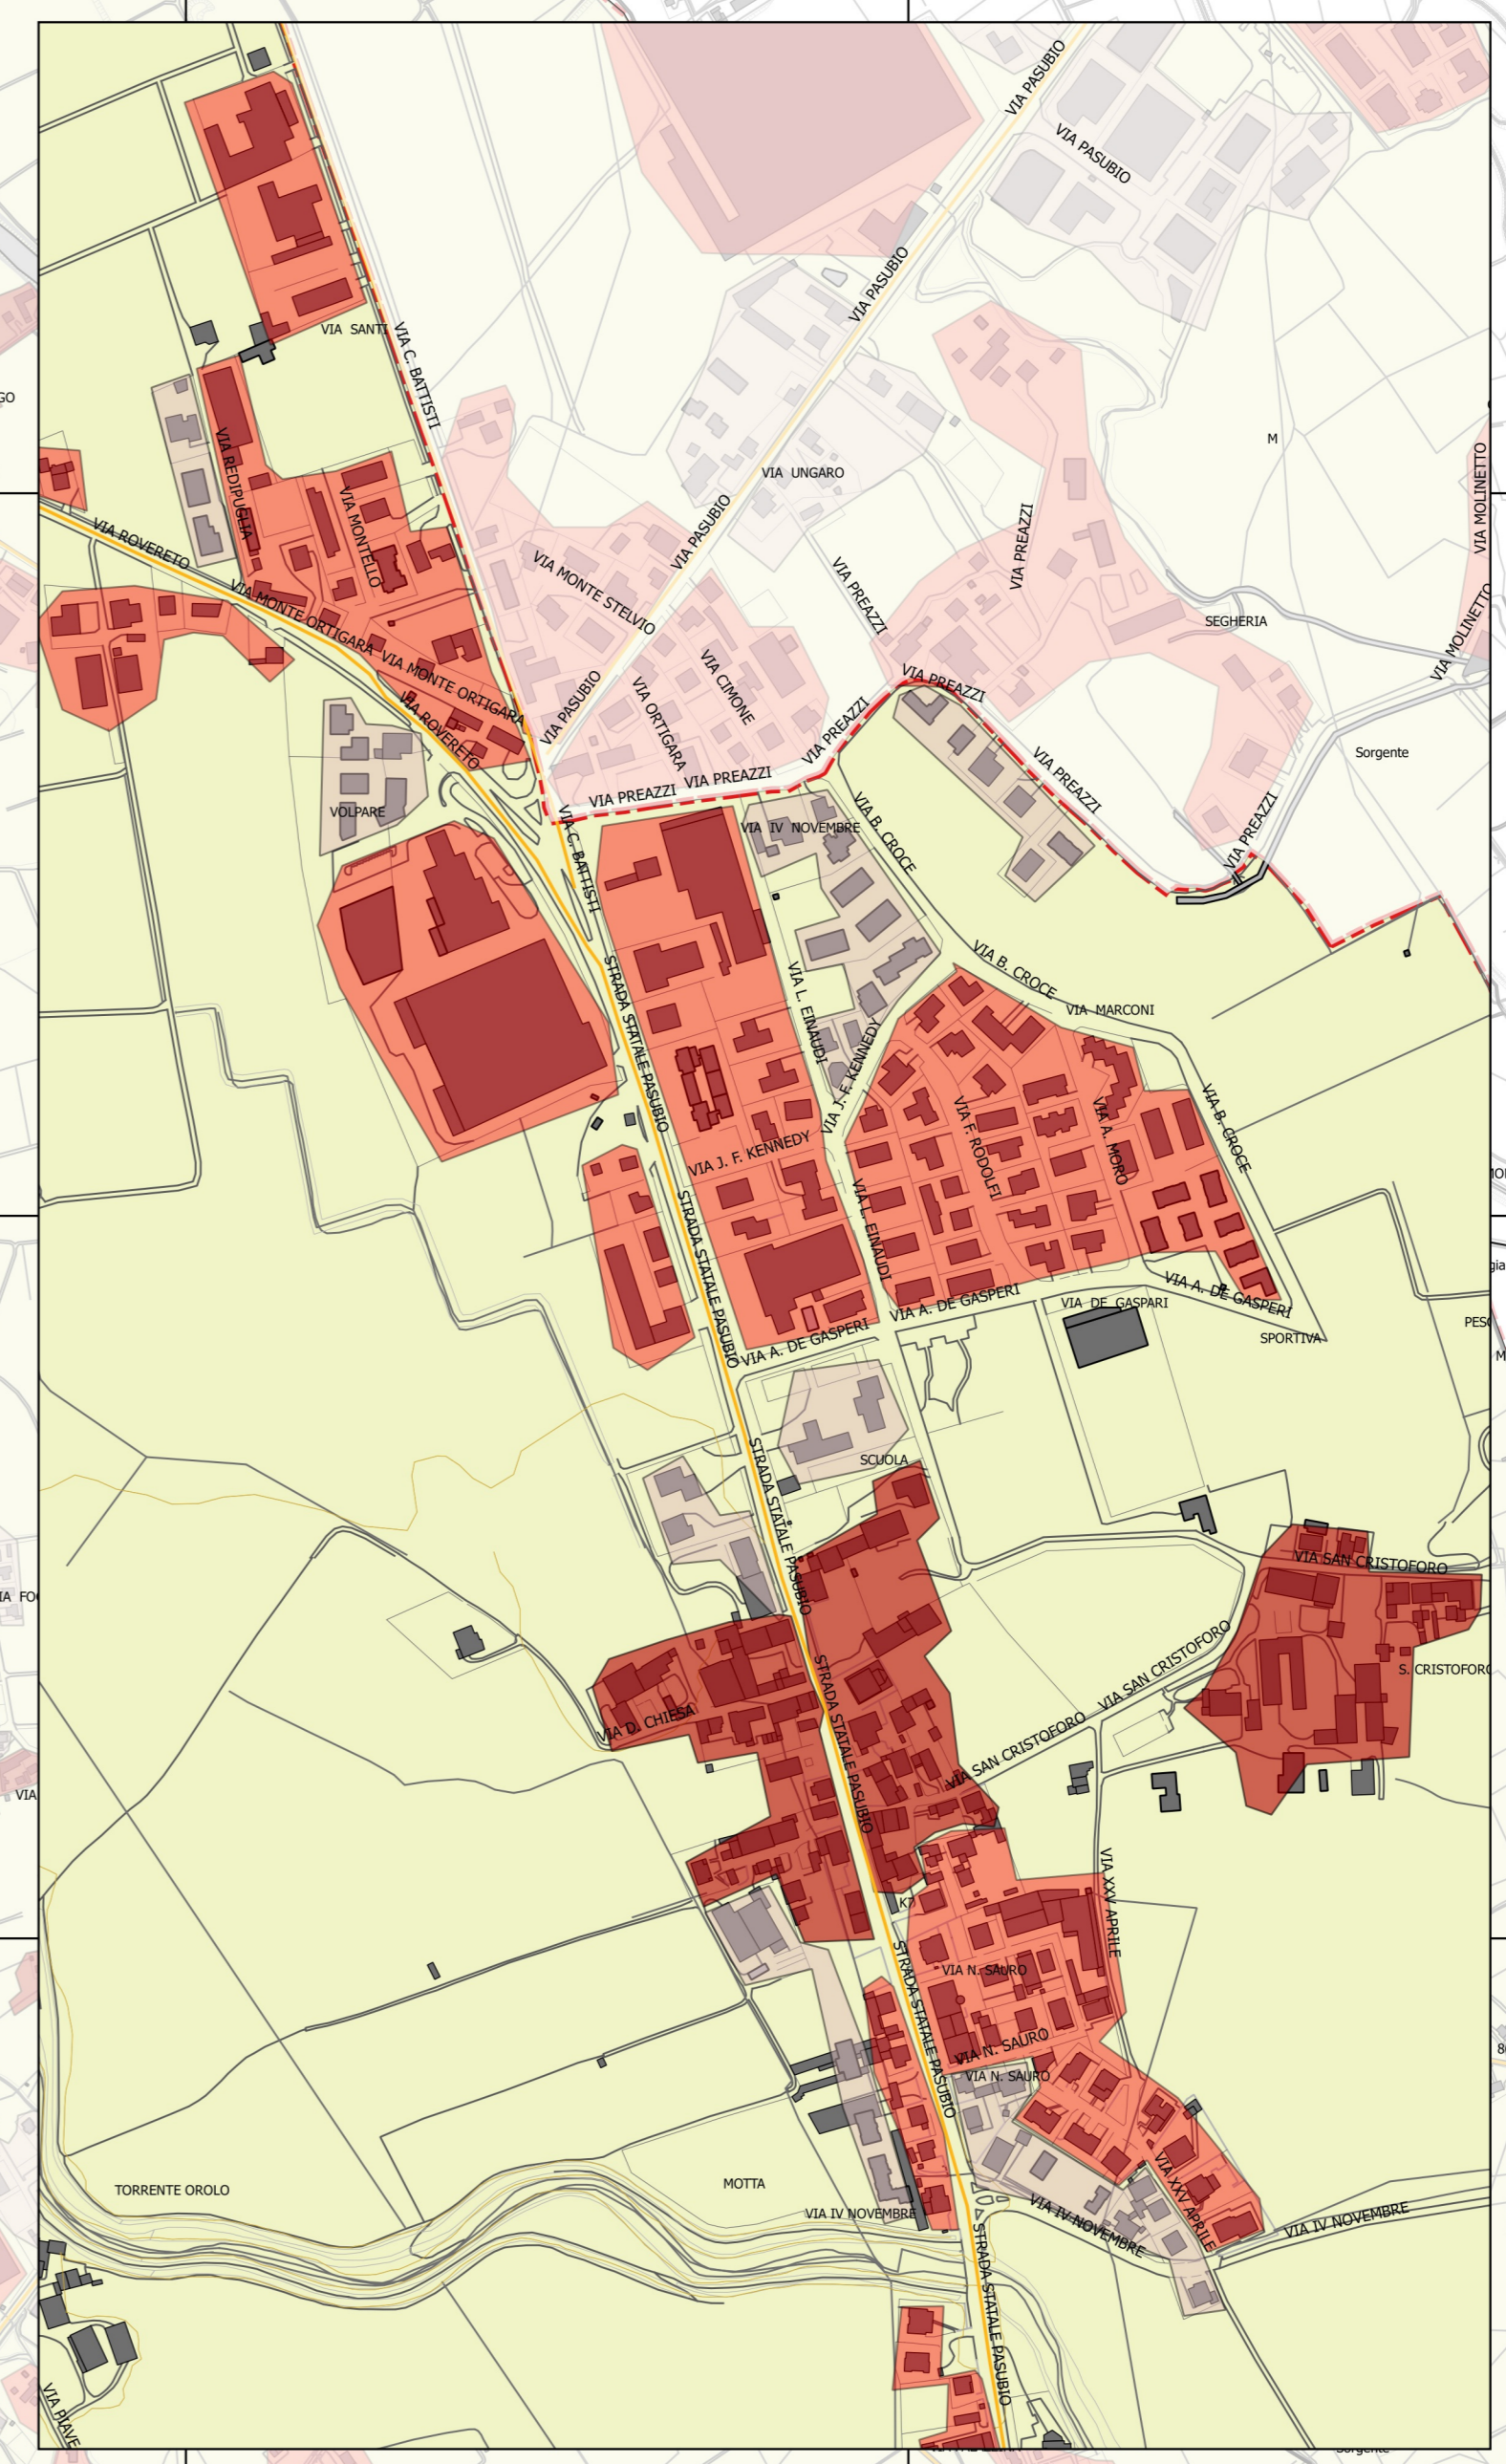 VIA PASUBIO
VIA PASUBIO
VIA PASUBIO
VIA SANTI
VIA C. BATTISTI
GO
M
VIA REDIPUGLIA
VIA UNGARO
VIA MOLINETTO
VIA MONTELLO
VIA PASUBIO
VIA ROVERETO
VIA PREAZZI
VIA MONTE STELVIO
VIA PREAZZI
VIA MONTE ORTIGARA
SEGHERIA
VIA MOLINETTO
VIA MONTE ORTIGARA
VIA CIMONE
VIA PREAZZI
VIA PASUBIO
VIA ORTIGARA
VIA ROVERETO
VIA PREAZZI
Sorgente
VIA PREAZZI
VIA PREAZZI
VIA PREAZZI
VOLPARE
VIA IV NOVEMBRE
VIA B. CROCE
VIA PREAZZI
VIA C. BATTISTI
VIA B. CROCE
VIA L. EINAUDI
VIA MARCONI
STRADA STATALE PASUBIO
VIA J. F. KENNEDY
VIA B. CROCE
VIA J. F. KENNEDY
VIA F. RODOLFI
VIA A. MORO
STRADA STATALE PASUBIO
VIA L. EINAUDI
VIA A. DE GASPERI
VIA A. DE GASPERI
VIA DE GASPARI
VIA A. DE GASPERI
SPORTIVA
PESC
M
SCUOLA
STRADA STATALE PASUBIO
VIA SAN CRISTOFORO
IA FO
VIA SAN CRISTOFORO
S. CRISTOFORO
STRADA STATALE PASUBIO
VIA D. CHIESA
VIA SAN CRISTOFORO
VIA
VIA XXV APRILE
K7
VIA N. SAURO
STRADA STATALE PASUBIO
VIA N. SAURO
VIA N. SAURO
8
MOTTA
TORRENTE OROLO
VIA XXV APRILE
VIA IV NOVEMBRE
VIA IV NOVEMBRE
VIA IV NOVEMBRE
STRADA STATALE PASUBIO
VIA PIAVE
Sorgente